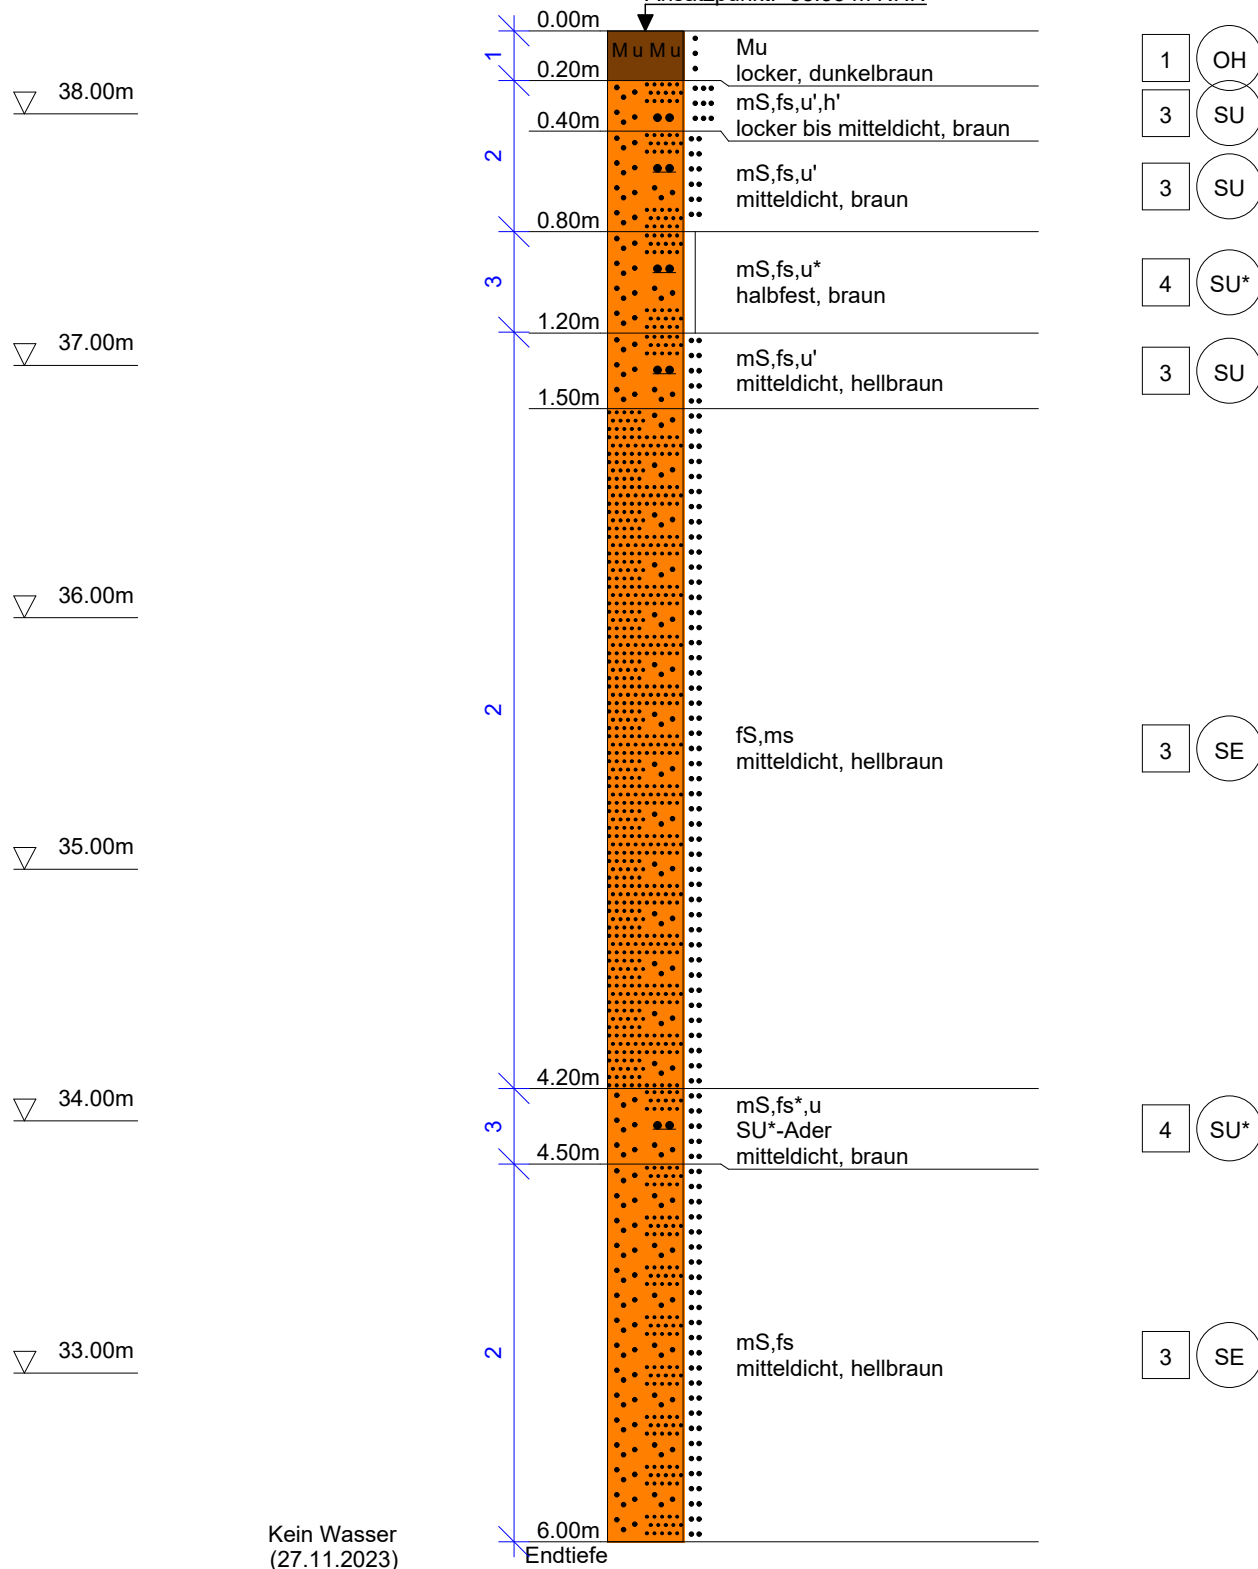 0.00m
1
Mu Mu
Mu
locker, dunkelbraun
1
OH
0.20m
38.00m
mS,fs,u',h'
locker bis mitteldicht, braun
3
SU
0.40m
2
mS,fs,u'
mitteldicht, braun
3
SU
0.80m
3
mS,fs,u*
halbfest, braun
4
SU*
1.20m
37.00m
mS,fs,u'
mitteldicht, hellbraun
3
SU
1.50m
36.00m
2
fS,ms
mitteldicht, hellbraun
3
SE
35.00m
4.20m
34.00m
3
mS,fs*,u
SU*-Ader
mitteldicht, braun
4
SU*
4.50m
33.00m
2
mS,fs
mitteldicht, hellbraun
3
SE
6.00m
Endtiefe
Kein Wasser
(27.11.2023)